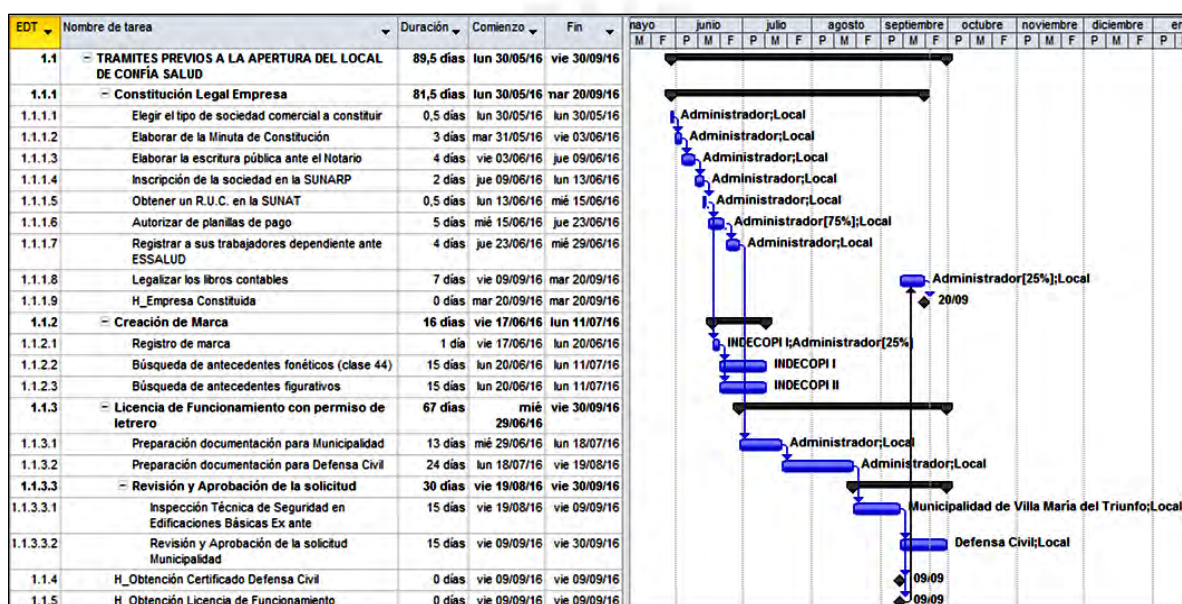 EDT Nombre de tarea Duración Comienzo Fin mayo junio julio agosto septiembre octubre noviembre diciembre er
M F P M F P M F P M F P M F P M F P M F P M F P
1.1 TRAMITES PREVIOS A LA APERTURA DEL LOCAL DE CONFÍA SALUD 89,5 días lun 30/05/16 vie 30/09/16
1.1.1 Constitución Legal Empresa 81,5 días lun 30/05/16 mar 20/09/16
1.1.1.1 Elegir el tipo de sociedad comercial a constituir 0,5 días lun 30/05/16 lun 30/05/16 Administrador;Local
1.1.1.2 Elaborar de la Minuta de Constitución 3 días mar 31/05/16 vie 03/06/16 Administrador;Local
1.1.1.3 Elaborar la escritura pública ante el Notario 4 días vie 03/06/16 jue 09/06/16 Administrador;Local
1.1.1.4 Inscripción de la sociedad en la SUNARP 2 días jue 09/06/16 lun 13/06/16 Administrador;Local
1.1.1.5 Obtener un R.U.C. en la SUNAT 0,5 días lun 13/06/16 mié 15/06/16 Administrador;Local
1.1.1.6 Autorizar de planillas de pago 5 días mié 15/06/16 jue 23/06/16 Administrador[75%];Local
1.1.1.7 Registrar a sus trabajadores dependiente ante ESSALUD 4 días jue 23/06/16 mié 29/06/16 Administrador;Local
1.1.1.8 Legalizar los libros contables 7 días vie 09/09/16 mar 20/09/16 Administrador[25%];Local
1.1.1.9 H_Empresa Constituida 0 días mar 20/09/16 mar 20/09/16 20/09
1.1.2 Creación de Marca 16 días vie 17/06/16 lun 11/07/16
1.1.2.1 Registro de marca 1 día vie 17/06/16 lun 20/06/16 INDECOPI I;Administrador[25%]
1.1.2.2 Búsqueda de antecedentes fonéticos (clase 44) 15 días lun 20/06/16 lun 11/07/16 INDECOPI I
1.1.2.3 Búsqueda de antecedentes figurativos 15 días lun 20/06/16 lun 11/07/16 INDECOPI II
1.1.3 Licencia de Funcionamiento con permiso de letrero 67 días mié 29/06/16 vie 30/09/16
1.1.3.1 Preparación documentación para Municipalidad 13 días mié 29/06/16 lun 18/07/16 Administrador;Local
1.1.3.2 Preparación documentación para Defensa Civil 24 días lun 18/07/16 vie 19/08/16 Administrador;Local
1.1.3.3 Revisión y Aprobación de la solicitud 30 días vie 19/08/16 vie 30/09/16
1.1.3.3.1 Inspección Técnica de Seguridad en Edificaciones Básicas Ex ante 15 días vie 19/08/16 vie 09/09/16 Municipalidad de Villa María del Triunfo;Local
1.1.3.3.2 Revisión y Aprobación de la solicitud Municipalidad 15 días vie 09/09/16 vie 30/09/16 Defensa Civil;Local
1.1.4 H_Obtención Certificado Defensa Civil 0 días vie 09/09/16 vie 09/09/16 09/09
1.1.5 H_Obtención Licencia de Funcionamiento 0 días vie 09/09/16 vie 09/09/16 09/09